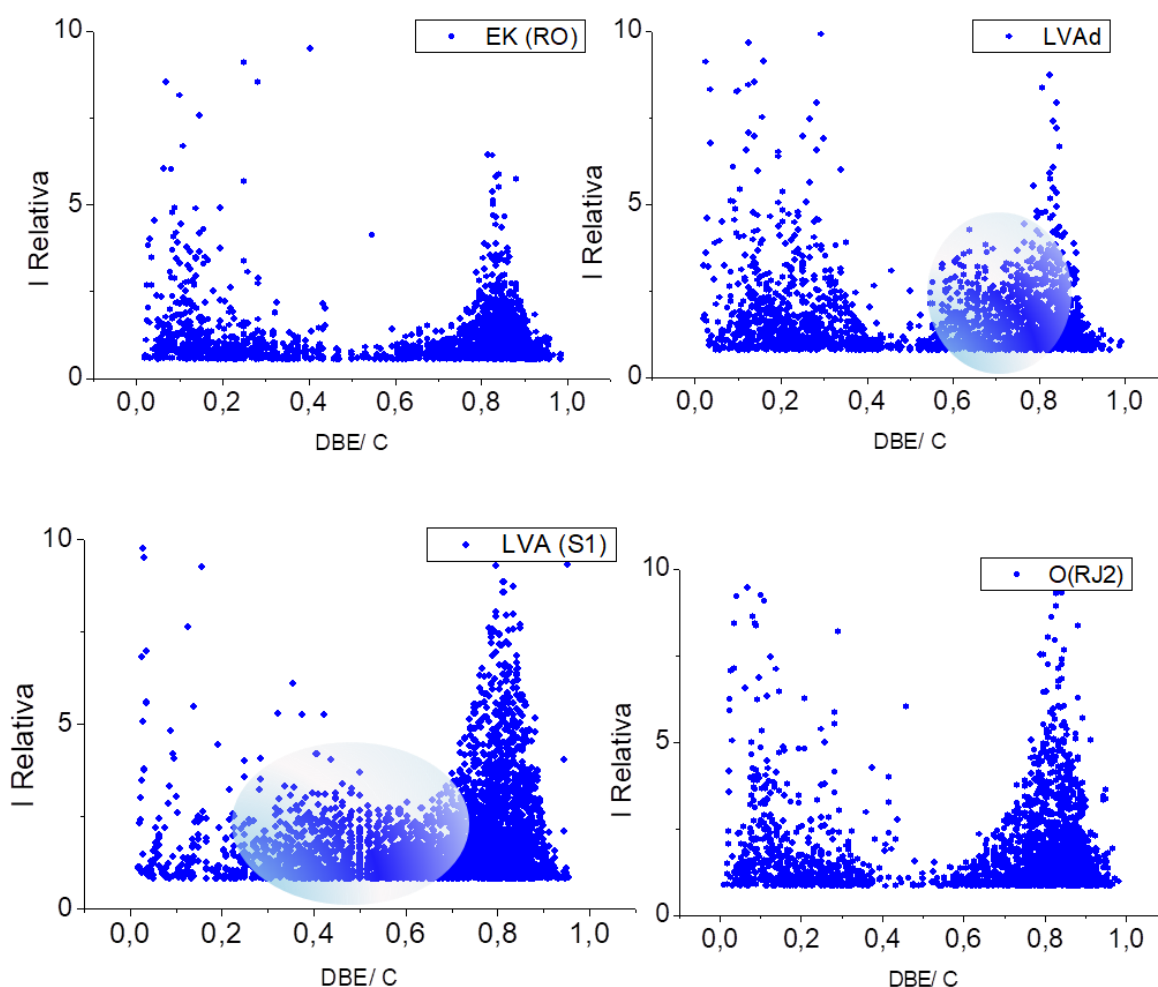 EK (RO)
I Relativa
10
5
0
0,0 0,2 0,4 0,6 0,8 1,0
DBE/ C
LVAd
I Relativa
10
5
0
0,0 0,2 0,4 0,6 0,8 1,0
DBE/ C
LVA (S1)
I Relativa
10
5
0
0,0 0,2 0,4 0,6 0,8 1,0
DBE/ C
O(RJ2)
I Relativa
10
5
0
0,0 0,2 0,4 0,6 0,8 1,0
DBE/ C